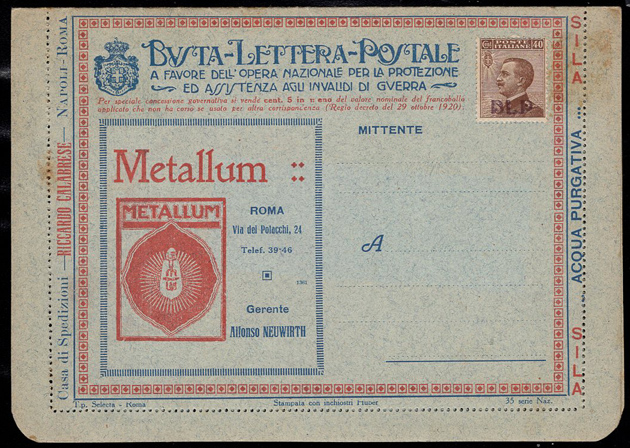 BUSTA-LETTERA-POSTALE
A FAVORE DELL'OPERA NAZIONALE PER LA PROTEZIONE
ED ASSISTENZA AGLI INVALIDI DI GUERRA
Per speciale concessione governativa si vende cent. 5 in meno del valore nominale del francobollo
applicato che non ha corso se usato per altra corrispondenza (Regio decreto del 29 ottobre 1920).
POSTE
ITALIANE
40
B.L.P.
MITTENTE
Metallum
METALLUM
ROMA
Via dei Polacchi, 24
Telef. 39-46
Gerente
Alfonso NEUWIRTH
A
Casa di Spedizioni — RICCARDO CALABRESE — NAPOLI-ROMA
SILA
ACQUA PURGATIVA
SILA
Tip. Selecta - Roma
Stampata con inchiostri Huber
35 serie Naz.